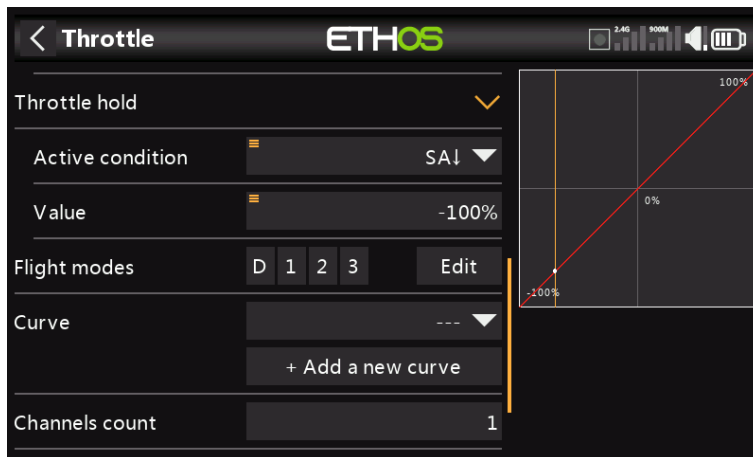 Throttle
ETHOS
2.4G
900M
Throttle hold
Active condition
SA↓
Value
-100%
Flight modes
D 1 2 3
Edit
Curve
---
+ Add a new curve
Channels count
1
100%
0%
-100%